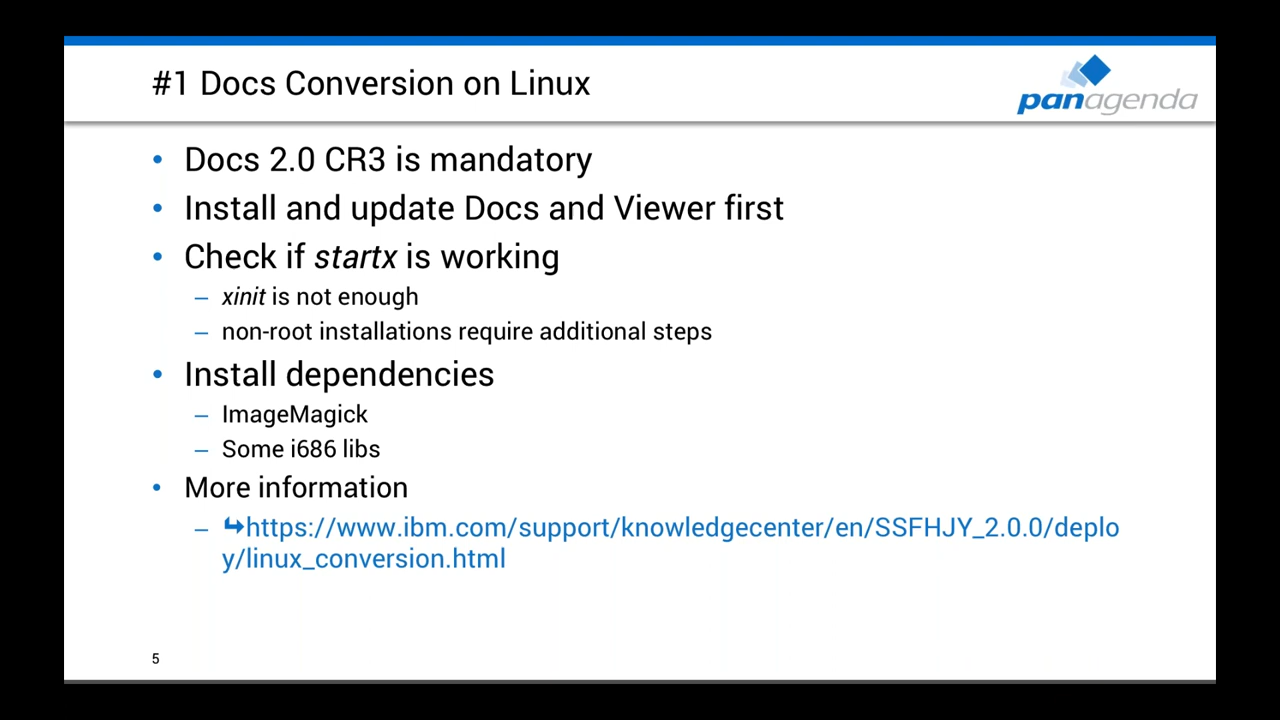 #1 Docs Conversion on Linux
panagenda
• Docs 2.0 CR3 is mandatory
• Install and update Docs and Viewer first
• Check if startx is working
– xinit is not enough
– non-root installations require additional steps
• Install dependencies
– ImageMagick
– Some i686 libs
• More information
– ↪https://www.ibm.com/support/knowledgecenter/en/SSFHJY_2.0.0/deplo
y/linux_conversion.html
5